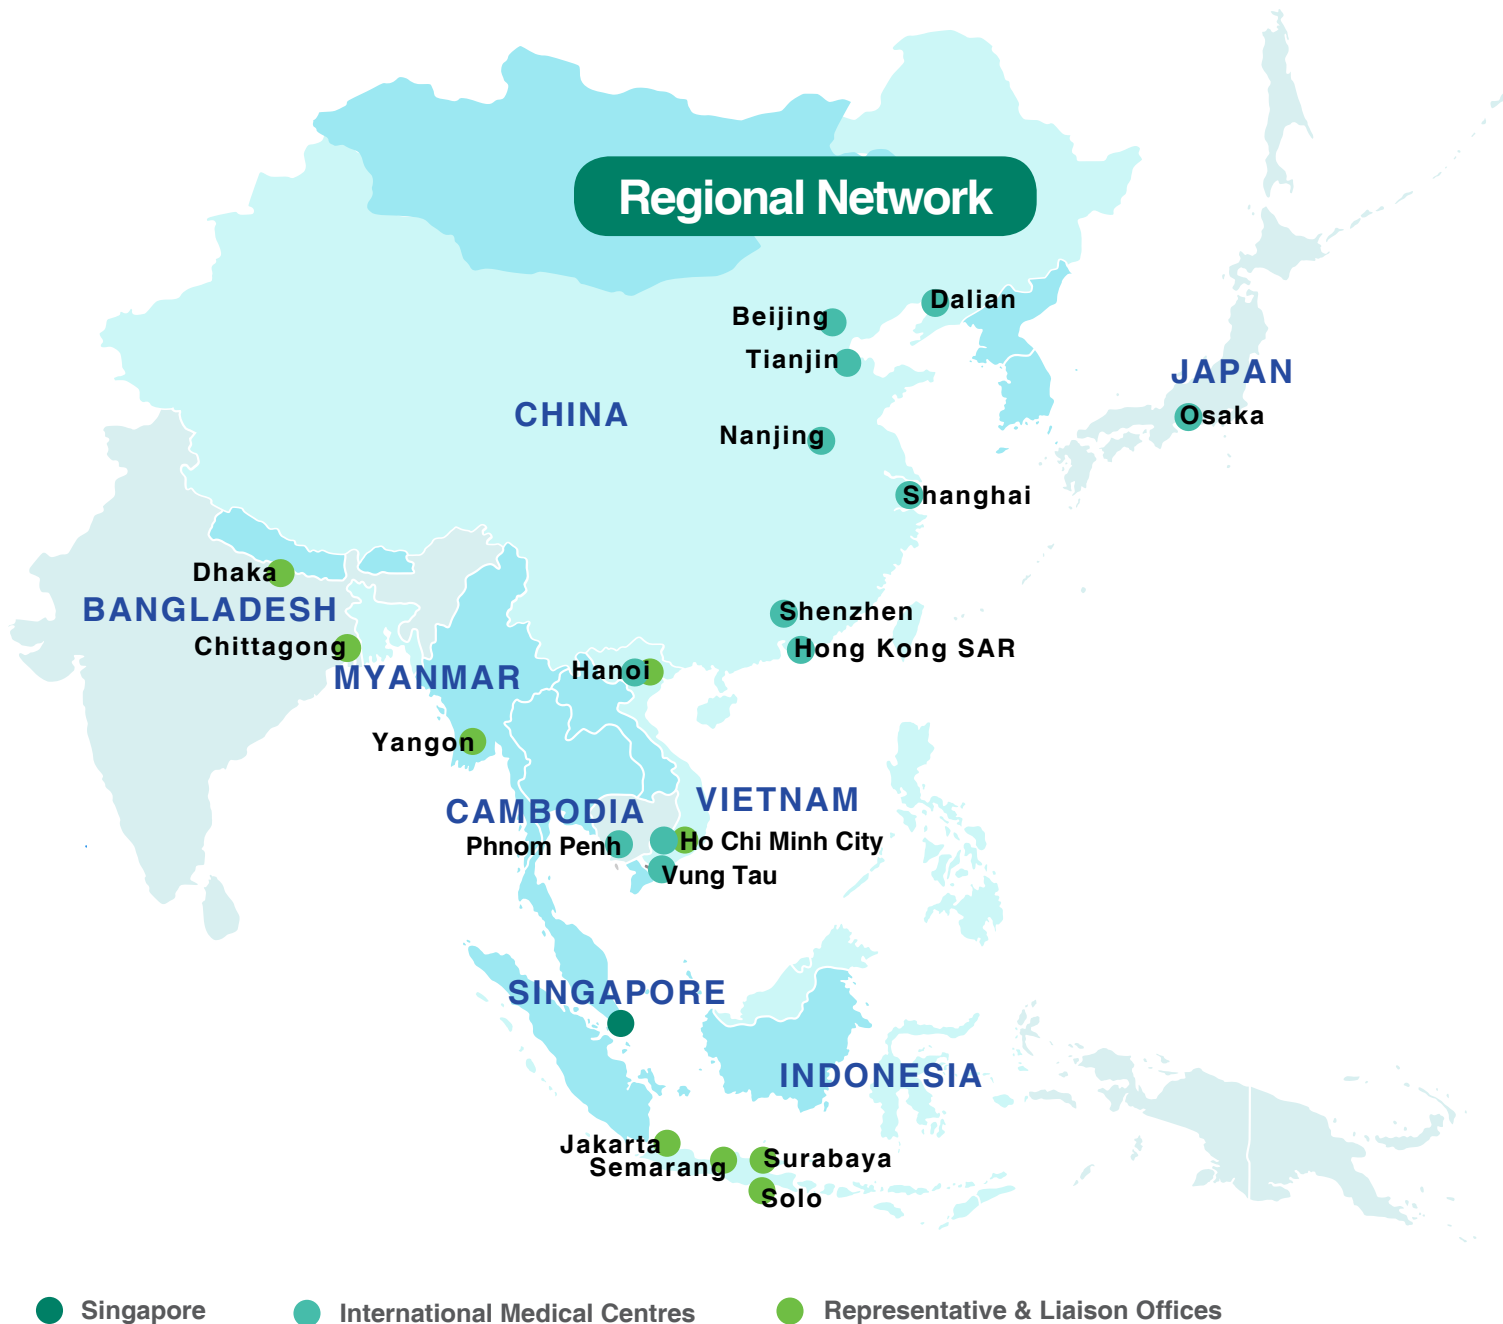 Regional Network
Dalian
Beijing
Tianjin
JAPAN
CHINA
Osaka
Nanjing
Shanghai
Dhaka
BANGLADESH
Shenzhen
Chittagong
Hong Kong SAR
Hanoi
MYANMAR
Yangon
VIETNAM
CAMBODIA
Ho Chi Minh City
Phnom Penh
Vung Tau
SINGAPORE
INDONESIA
Jakarta
Surabaya
Semarang
Solo
Singapore
International Medical Centres
Representative & Liaison Offices